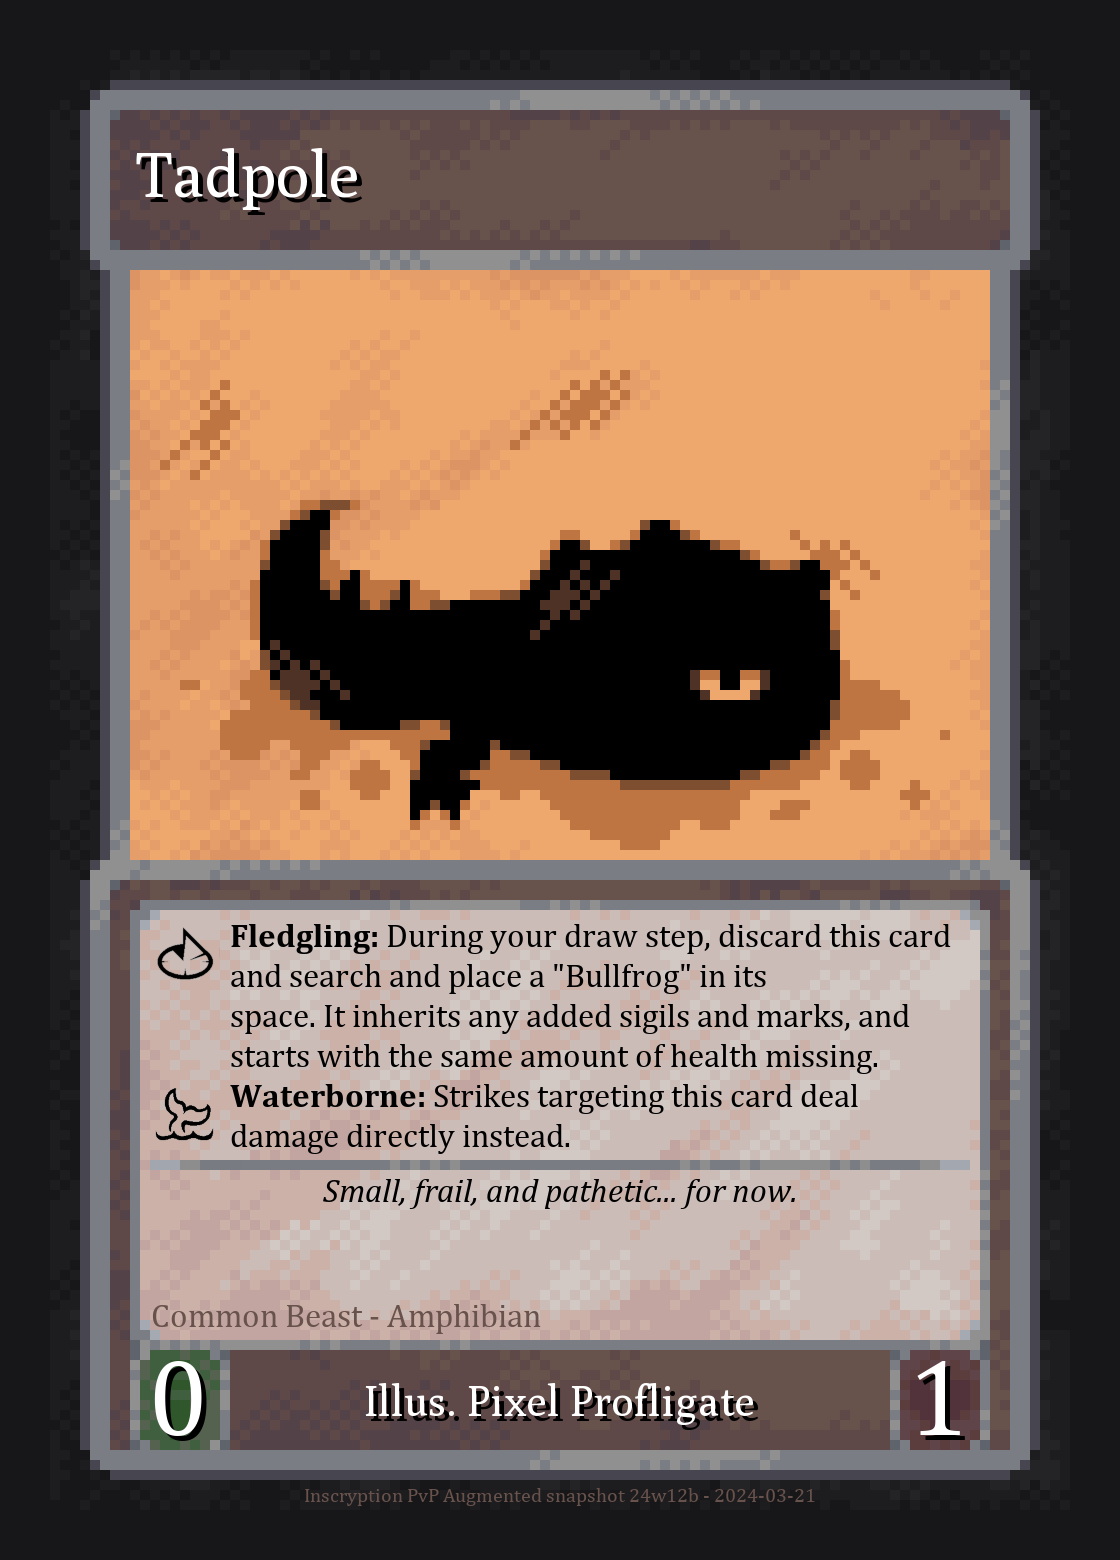 Tadpole
Fledgling: During your draw step, discard this card
and search and place a "Bullfrog" in its
space. It inherits any added sigils and marks, and
starts with the same amount of health missing.
Waterborne: Strikes targeting this card deal
damage directly instead.
Small, frail, and pathetic... for now.
Common Beast - Amphibian
0
Illus. Pixel Profligate
1
Inscryption PvP Augmented snapshot 24w12b - 2024-03-21